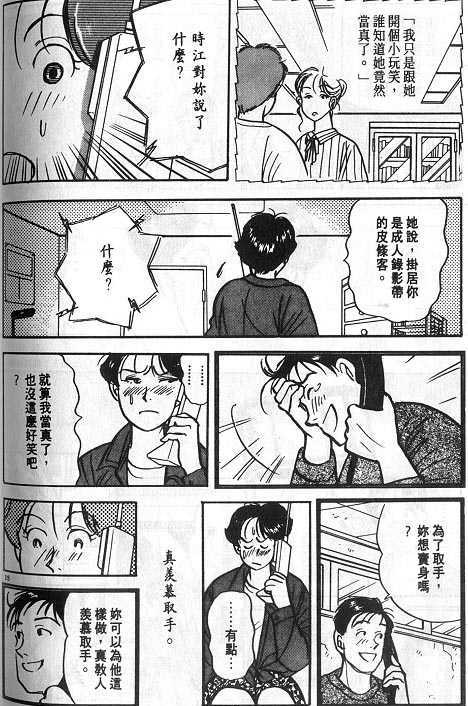 「我只是跟她
開個小玩笑，
誰知道她竟然
當真了。」
時江對妳說了
什麼？
她說，掛居你
是成人錄影帶
的皮條客。
什麼？
………
就算我當真了，
也沒這麼好笑吧
？
為了取手，
妳想賣身嗎
？
……有點…
真羨慕取手。
妳可以為他這
樣做，真教人
羨慕取手。